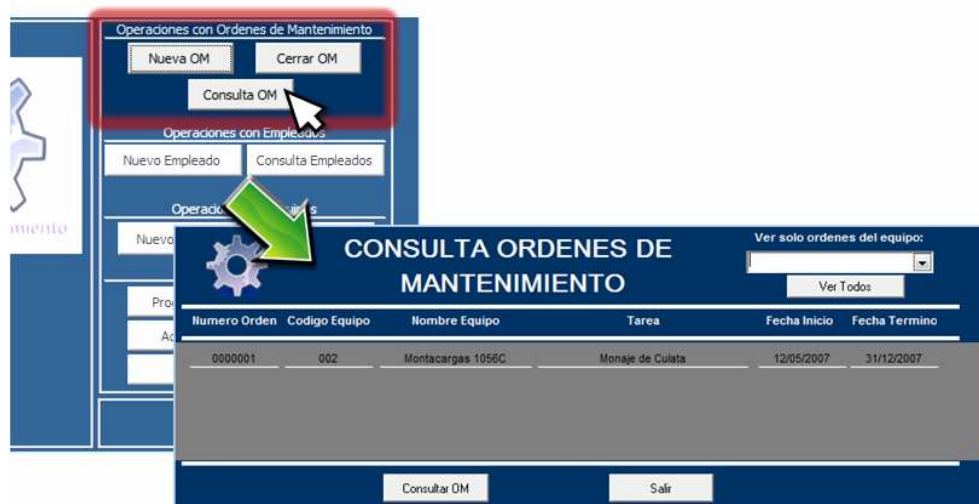 Operaciones con Ordenes de Mantenimiento
Nueva OM
Cerrar OM
Consulta OM
Operaciones con Empleados
Nuevo Empleado
Consulta Empleados
Nuevo
CONSULTA ORDENES DE
MANTENIMIENTO
Ver solo ordenes del equipo:
Ver Todos
Numero Orden Codigo Equipo Nombre Equipo Tarea Fecha Inicio Fecha Termino
0000001 002 Montacargas 1056C Monaje de Culata 12/05/2007 31/12/2007
Consultar OM
Salir